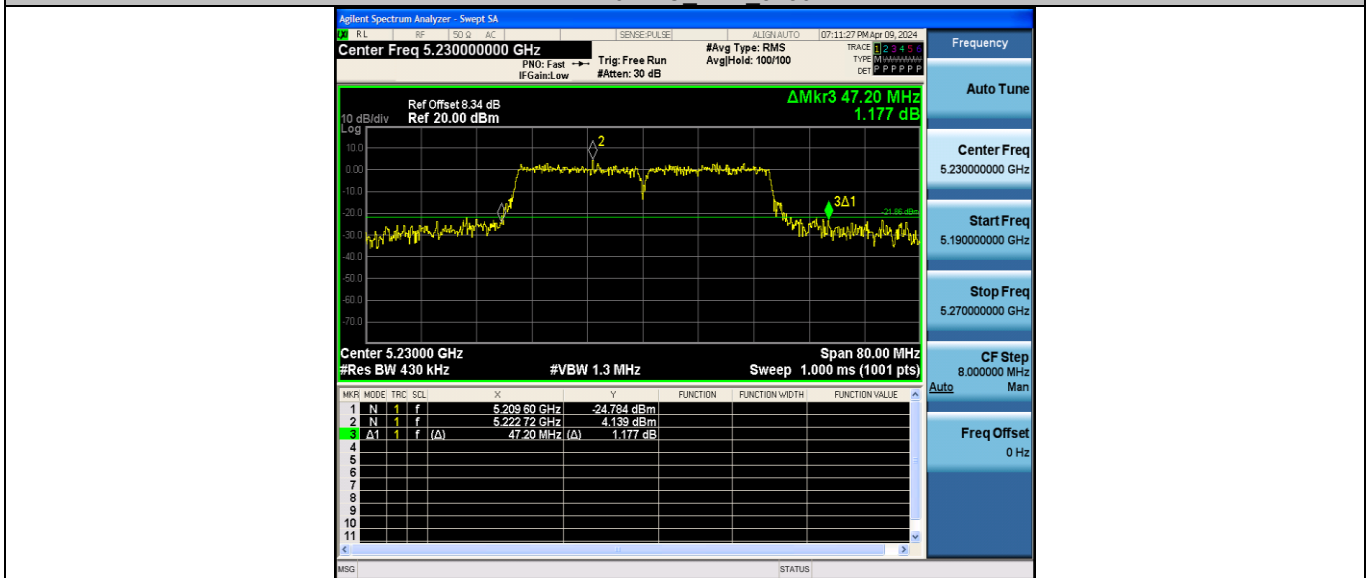 Agilent Spectrum Analyzer - Swept SA
RL RF 50 Ω AC SENSE:PULSE ALIGNAUTO 07:11:27 PM Apr 09, 2024
Center Freq 5.230000000 GHz
PNO: Fast
IFGain:Low
Trig: Free Run
#Atten: 30 dB
#Avg Type: RMS
Avg|Hold: 100/100
TRACE 1 2 3 4 5 6
TYPE M
DET P P P P P P
ΔMkr3 47.20 MHz
1.177 dB
Ref Offset 8.34 dB
10 dB/div Ref 20.00 dBm
Log
10.0
0.00
-10.0
-20.0
-30.0
-40.0
-50.0
-60.0
-70.0
2
3Δ1
-21.86 dBm
Center 5.23000 GHz Span 80.00 MHz
#Res BW 430 kHz #VBW 1.3 MHz Sweep 1.000 ms (1001 pts)
MKR MODE TRC SCL X Y FUNCTION FUNCTION WIDTH FUNCTION VALUE
1 N 1 f 5.209 60 GHz -24.784 dBm
2 N 1 f 5.222 72 GHz 4.139 dBm
3 Δ1 1 f (Δ) 47.20 MHz (Δ) 1.177 dB
4
5
6
7
8
9
10
11
MSG STATUS
Frequency
Auto Tune
Center Freq
5.230000000 GHz
Start Freq
5.190000000 GHz
Stop Freq
5.270000000 GHz
CF Step
8.000000 MHz
Auto Man
Freq Offset
0 Hz